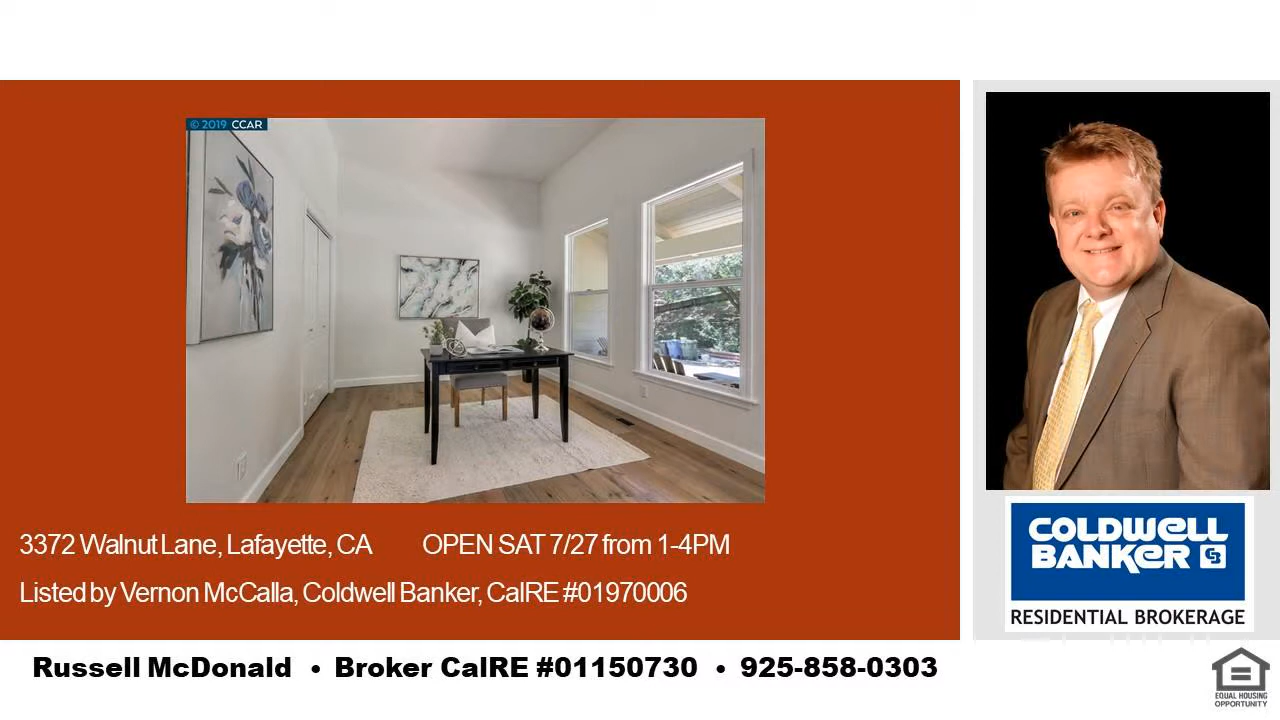 © 2019 CCAR
3372 Walnut Lane, Lafayette, CA OPEN SAT 7/27 from 1-4PM
Listed by Vernon McCalla, Coldwell Banker, CalRE #01970006
COLDWELL
BANKER CB
RESIDENTIAL BROKERAGE
Russell McDonald • Broker CalRE #01150730 • 925-858-0303
EQUAL HOUSING
OPPORTUNITY